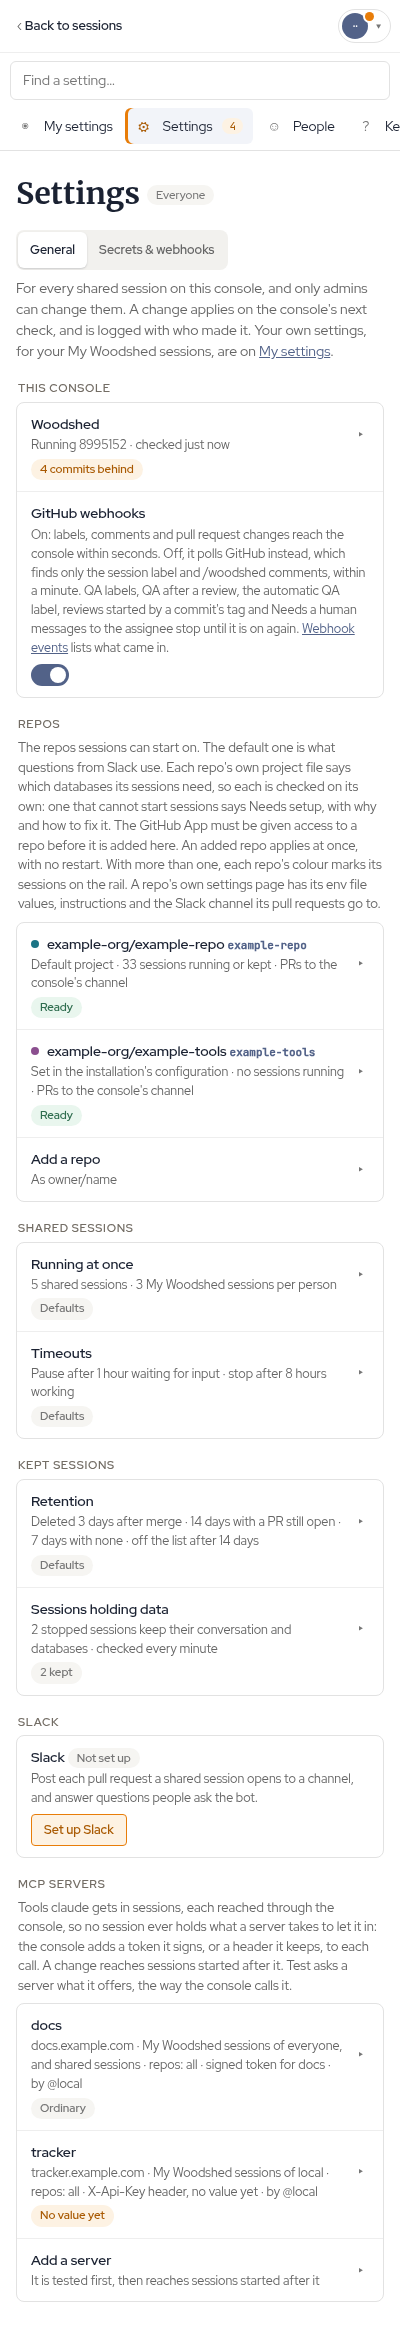 ‹ Back to sessions
Find a setting…
My settings
Settings 4
People
? Ke
Settings Everyone
General Secrets & webhooks
For every shared session on this console, and only admins
can change them. A change applies on the console's next
check, and is logged with who made it. Your own settings,
for your My Woodshed sessions, are on My settings.
THIS CONSOLE
Woodshed
Running 8995152 · checked just now
4 commits behind
GitHub webhooks
On: labels, comments and pull request changes reach the
console within seconds. Off, it polls GitHub instead, which
finds only the session label and /woodshed comments, within
a minute. QA labels, QA after a review, the automatic QA
label, reviews started by a commit's tag and Needs a human
messages to the assignee stop until it is on again. Webhook
events lists what came in.
REPOS
The repos sessions can start on. The default one is what
questions from Slack use. Each repo's own project file says
which databases its sessions need, so each is checked on its
own: one that cannot start sessions says Needs setup, with why
and how to fix it. The GitHub App must be given access to a
repo before it is added here. An added repo applies at once,
with no restart. With more than one, each repo's colour marks its
sessions on the rail. A repo's own settings page has its env file
values, instructions and the Slack channel its pull requests go to.
example-org/example-repo example-repo
Default project · 33 sessions running or kept · PRs to the
console's channel
Ready
example-org/example-tools example-tools
Set in the installation's configuration · no sessions running
· PRs to the console's channel
Ready
Add a repo
As owner/name
SHARED SESSIONS
Running at once
5 shared sessions · 3 My Woodshed sessions per person
Defaults
Timeouts
Pause after 1 hour waiting for input · stop after 8 hours
working
Defaults
KEPT SESSIONS
Retention
Deleted 3 days after merge · 14 days with a PR still open ·
7 days with none · off the list after 14 days
Defaults
Sessions holding data
2 stopped sessions keep their conversation and
databases · checked every minute
2 kept
SLACK
Slack Not set up
Post each pull request a shared session opens to a channel,
and answer questions people ask the bot.
Set up Slack
MCP SERVERS
Tools claude gets in sessions, each reached through the
console, so no session ever holds what a server takes to let it in:
the console adds a token it signs, or a header it keeps, to each
call. A change reaches sessions started after it. Test asks a
server what it offers, the way the console calls it.
docs
docs.example.com · My Woodshed sessions of everyone,
and shared sessions · repos: all · signed token for docs ·
by @local
Ordinary
tracker
tracker.example.com · My Woodshed sessions of local ·
repos: all · X-Api-Key header, no value yet · by @local
No value yet
Add a server
It is tested first, then reaches sessions started after it